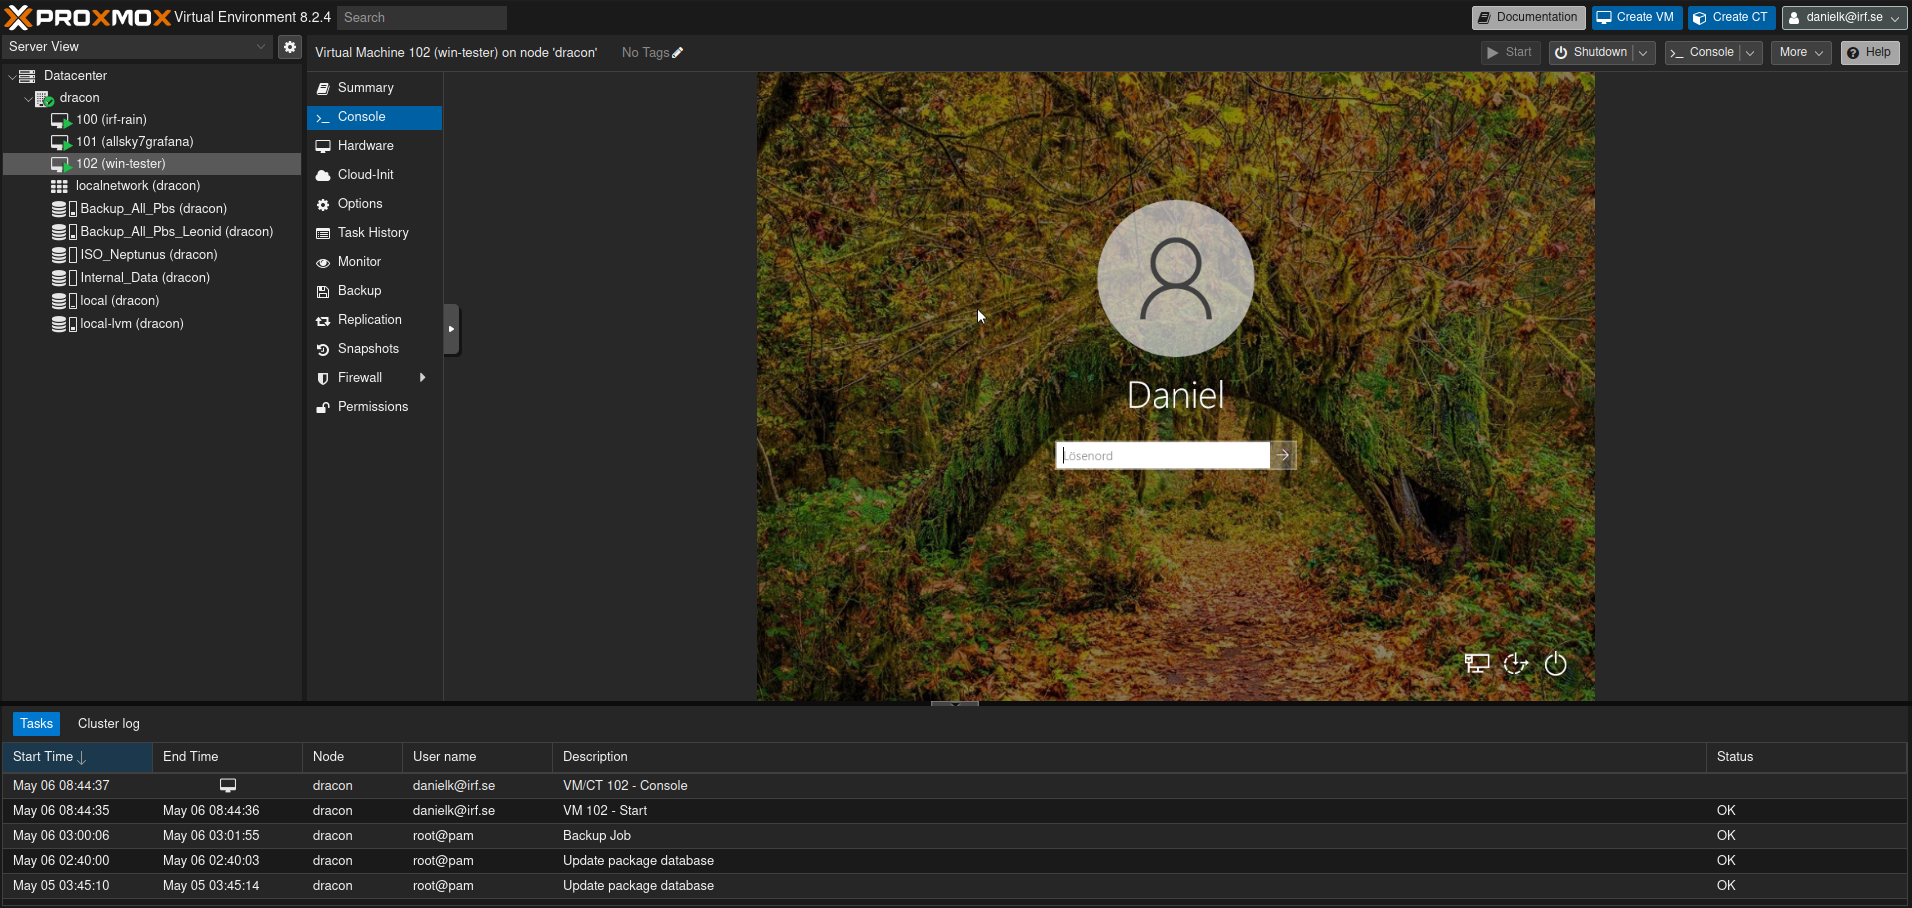 PROXMOX Virtual Environment 8.2.4 Search Documentation Create VM Create CT danielk@irf.se
Server View
Virtual Machine 102 (win-tester) on node 'dracon' No Tags Start Shutdown Console More Help
Datacenter
dracon
100 (irf-rain)
101 (allsky7grafana)
102 (win-tester)
localnetwork (dracon)
Backup_All_Pbs (dracon)
Backup_All_Pbs_Leonid (dracon)
ISO_Neptunus (dracon)
Internal_Data (dracon)
local (dracon)
local-lvm (dracon)
Summary
Console
Hardware
Cloud-Init
Options
Task History
Monitor
Backup
Replication
Snapshots
Firewall
Permissions
Daniel
Lösenord
Tasks Cluster log
Start Time End Time Node User name Description Status
May 06 08:44:37 dracon danielk@irf.se VM/CT 102 - Console
May 06 08:44:35 May 06 08:44:36 dracon danielk@irf.se VM 102 - Start OK
May 06 03:00:06 May 06 03:01:55 dracon root@pam Backup Job OK
May 06 02:40:00 May 06 02:40:03 dracon root@pam Update package database OK
May 05 03:45:10 May 05 03:45:14 dracon root@pam Update package database OK